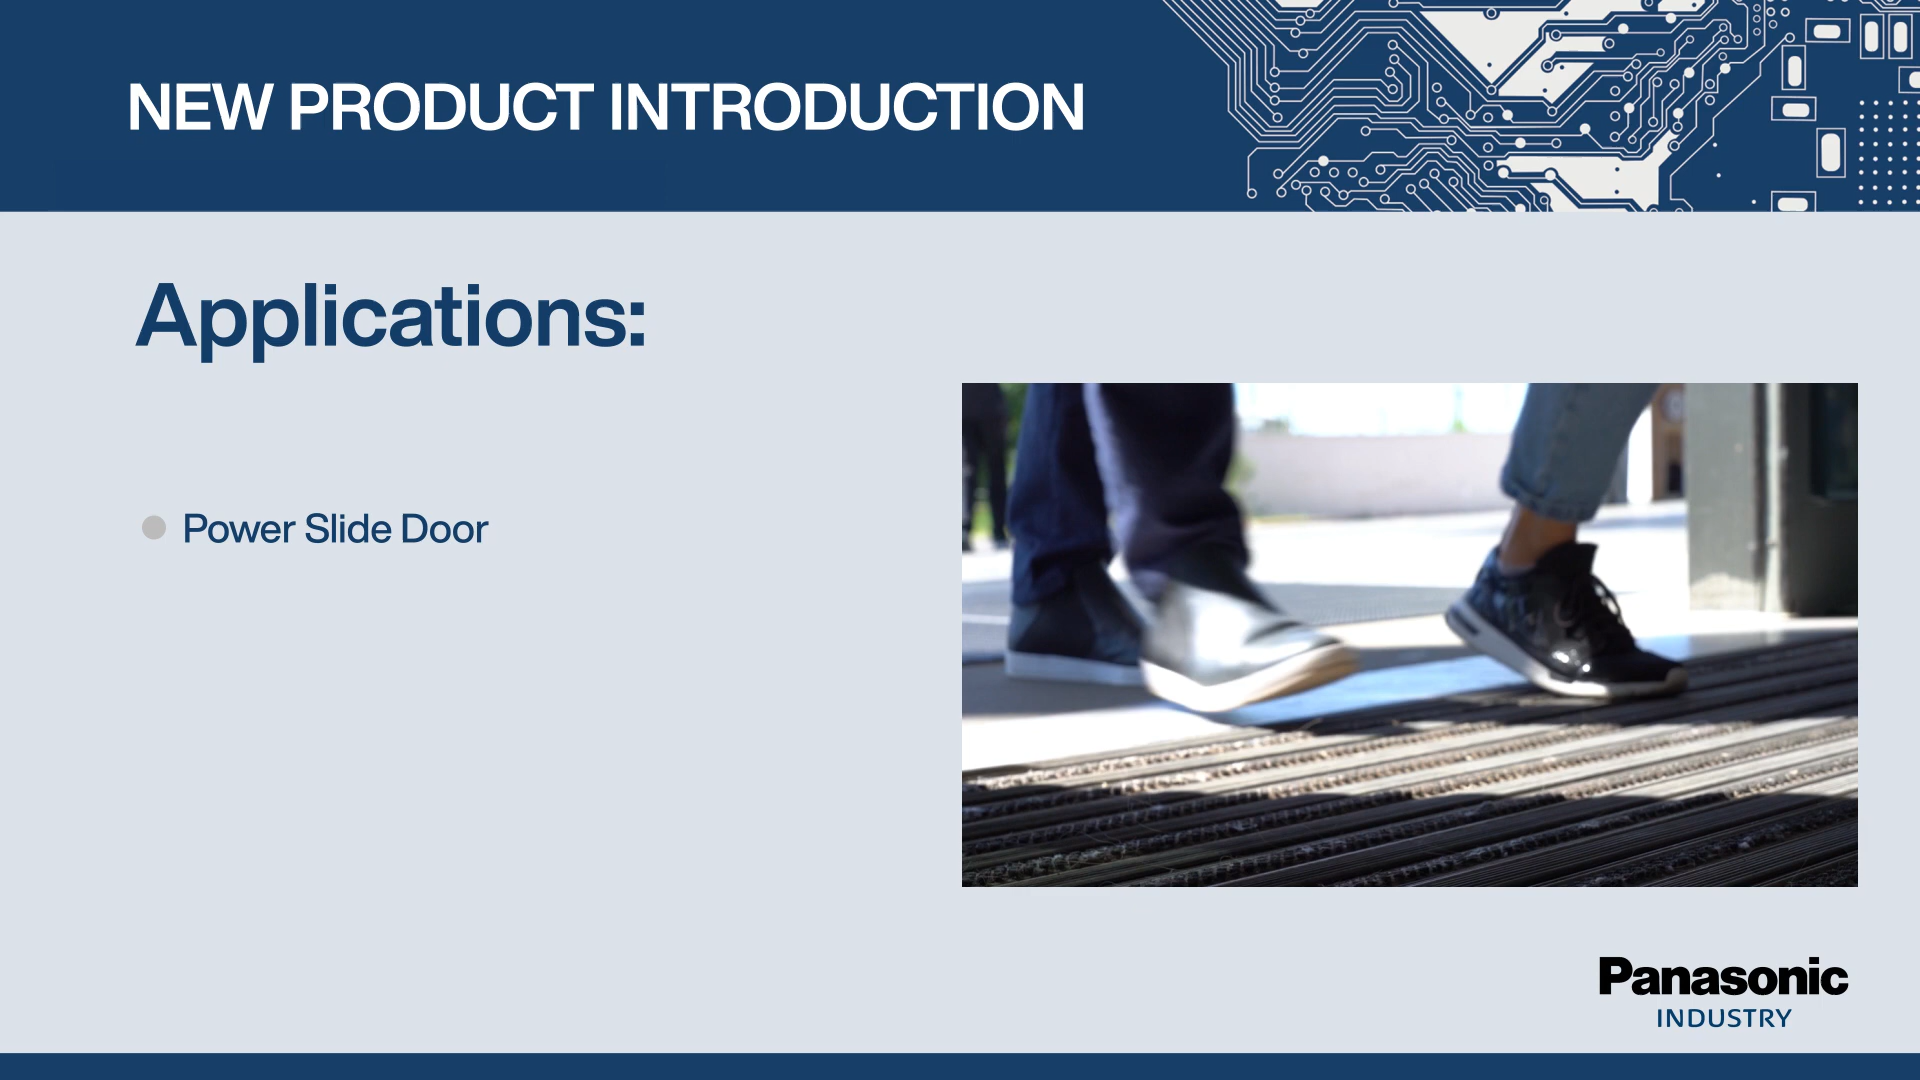 NEW PRODUCT INTRODUCTION
Applications:
Power Slide Door
Panasonic
INDUSTRY